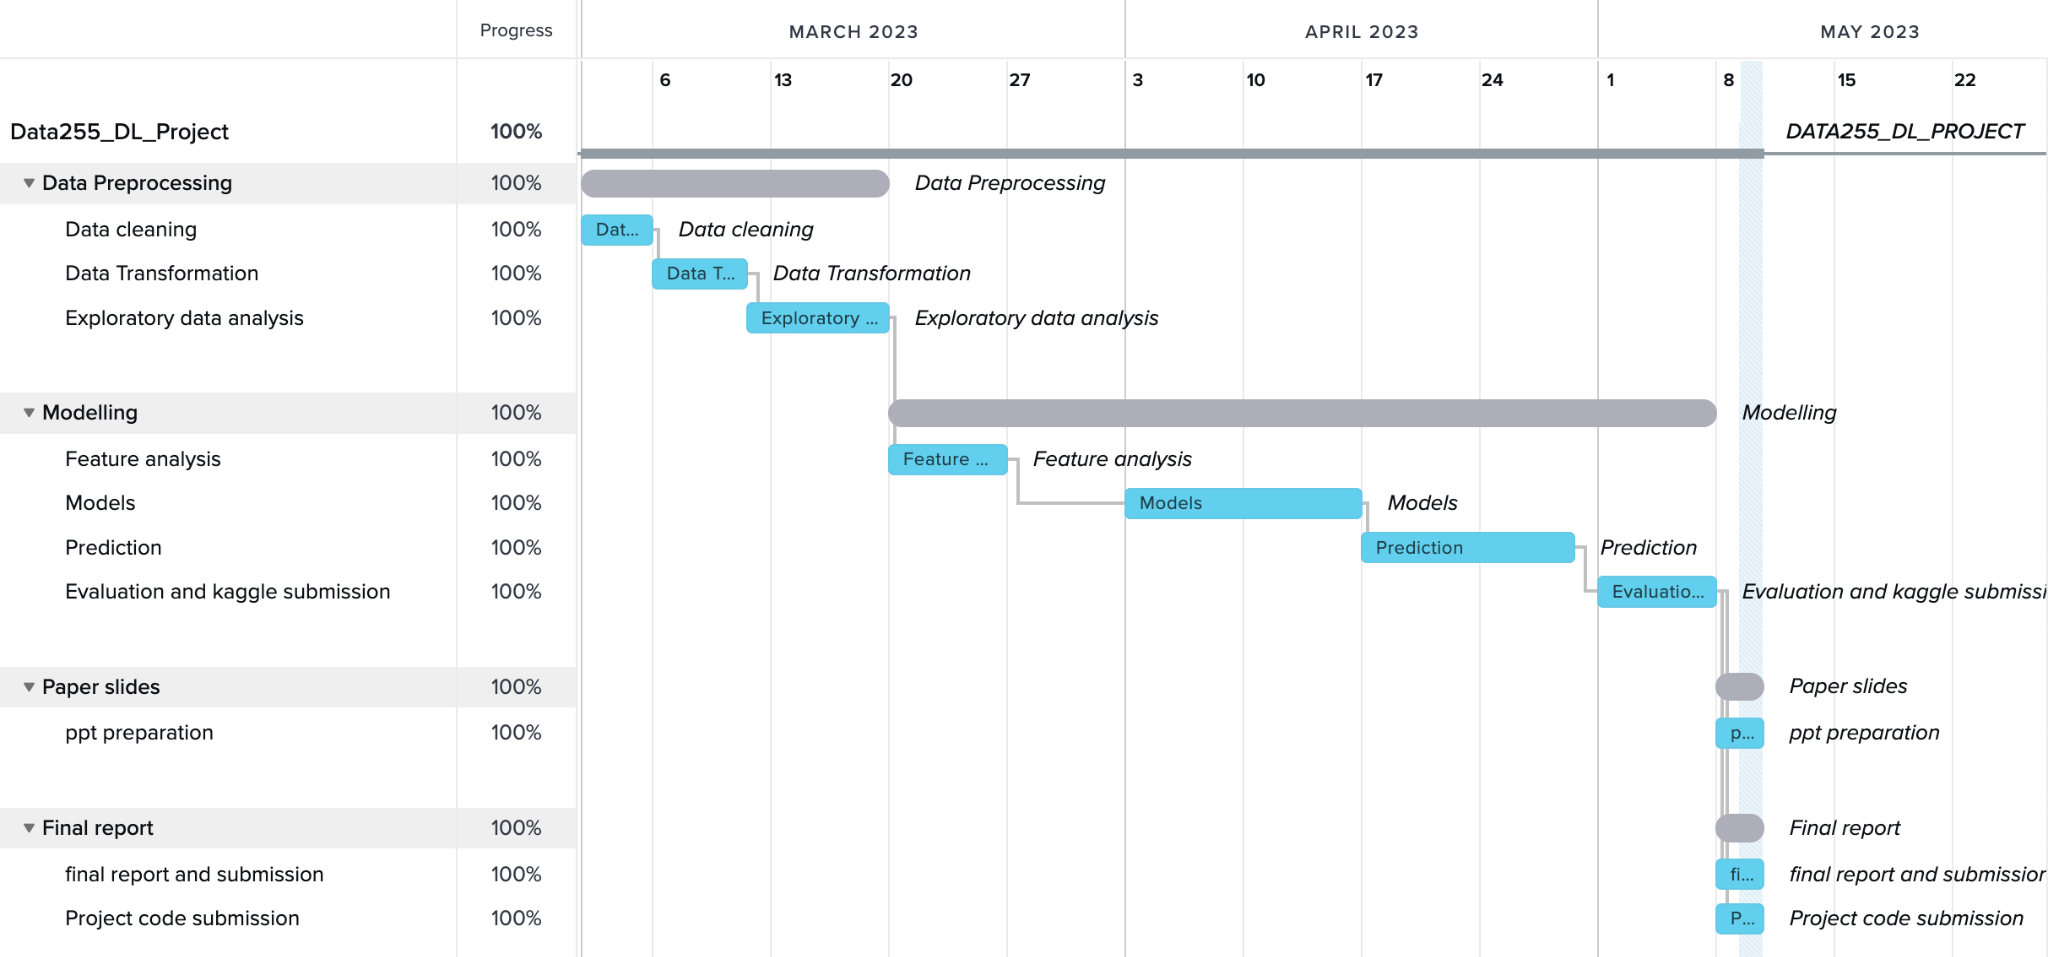 Progress MARCH 2023 APRIL 2023 MAY 2023
6 13 20 27 3 10 17 24 1 8 15 22
Data255_DL_Project 100% DATA255_DL_PROJECT
Data Preprocessing 100% Data Preprocessing
Data cleaning 100% Dat... Data cleaning
Data Transformation 100% Data T... Data Transformation
Exploratory data analysis 100% Exploratory ... Exploratory data analysis
Modelling 100% Modelling
Feature analysis 100% Feature ... Feature analysis
Models 100% Models Models
Prediction 100% Prediction Prediction
Evaluation and kaggle submission 100% Evaluatio... Evaluation and kaggle submissi
Paper slides 100% Paper slides
ppt preparation 100% p... ppt preparation
Final report 100% Final report
final report and submission 100% fi... final report and submission
Project code submission 100% P... Project code submission